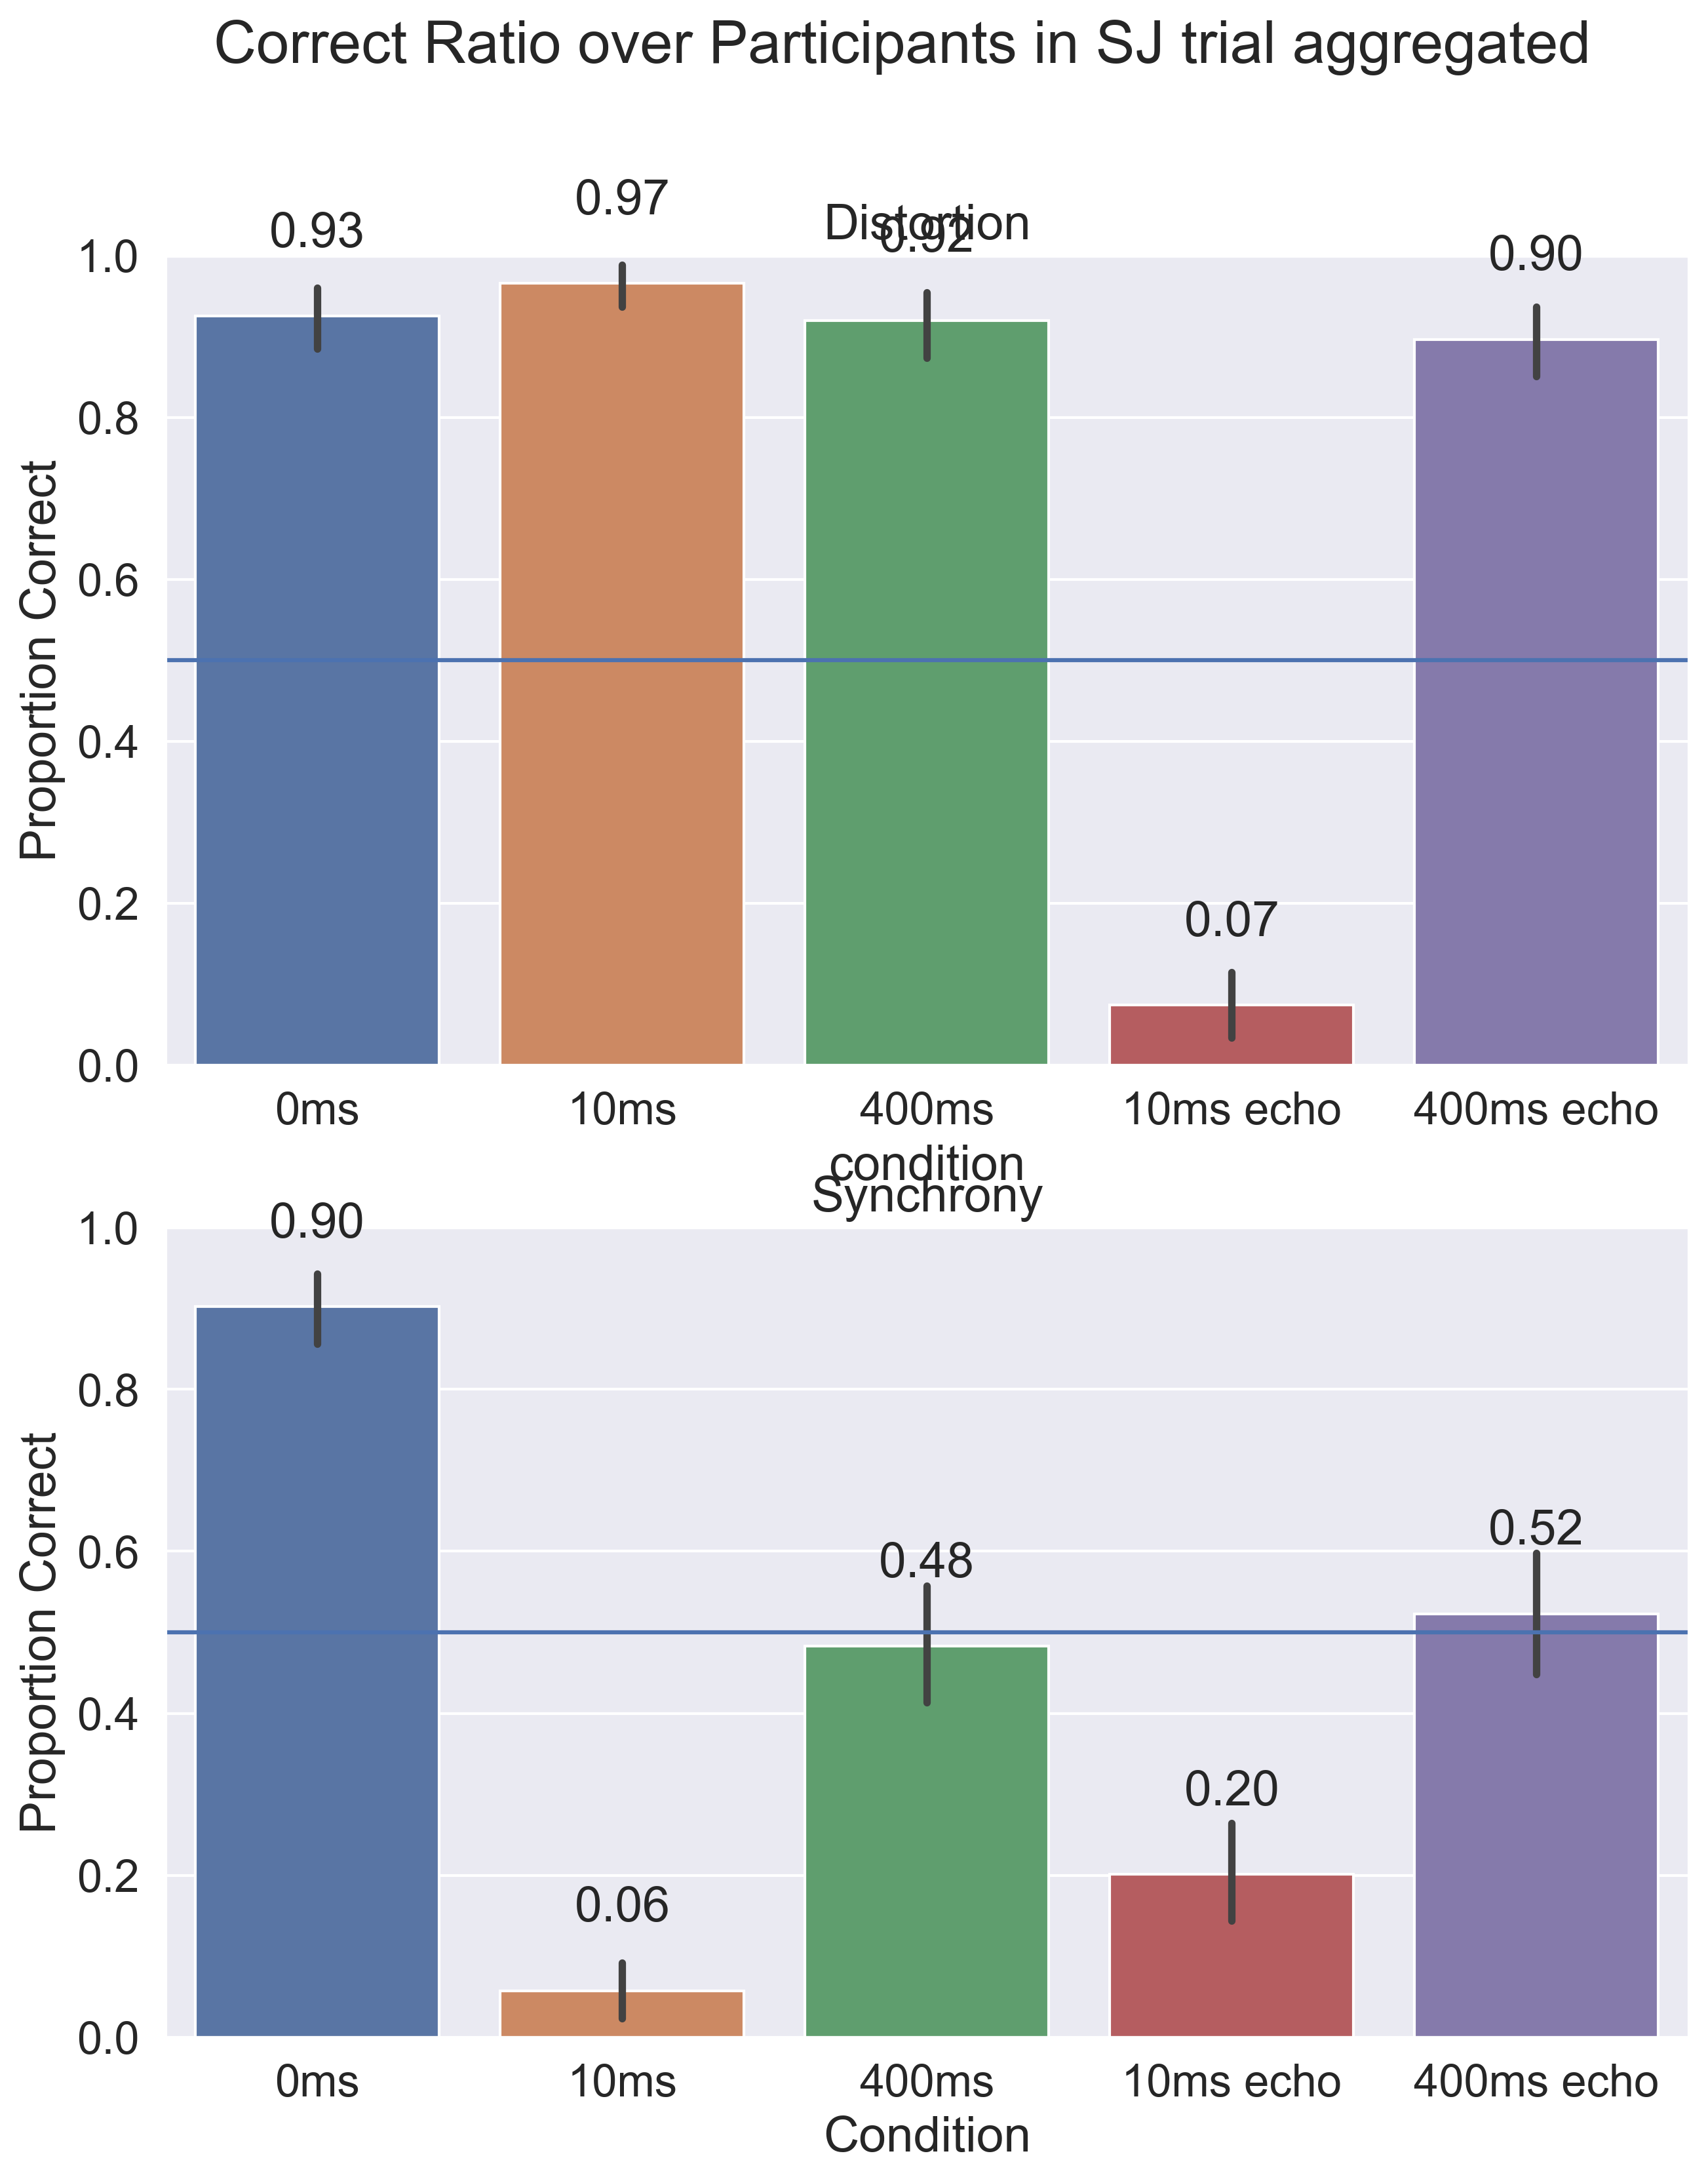 Correct Ratio over Participants in SJ trial aggregated
Distortion
0.93
0.97
0.92
0.07
0.90
1.0
0.8
0.6
0.4
0.2
0.0
Proportion Correct
0ms
10ms
400ms
10ms echo
400ms echo
condition
Synchrony
0.90
0.06
0.48
0.20
0.52
1.0
0.8
0.6
0.4
0.2
0.0
Proportion Correct
0ms
10ms
400ms
10ms echo
400ms echo
Condition